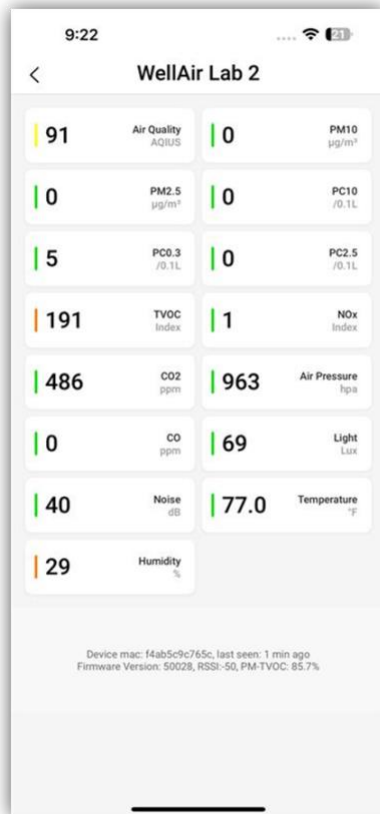 9:22
21
WellAir Lab 2
91 Air Quality AQIUS
0 PM10 µg/m³
0 PM2.5 µg/m³
0 PC10 /0.1L
5 PC0.3 /0.1L
0 PC2.5 /0.1L
191 TVOC Index
1 NOx Index
486 CO2 ppm
963 Air Pressure hpa
0 CO ppm
69 Light Lux
40 Noise dB
77.0 Temperature °F
29 Humidity %
Device mac: f4ab5c9c765c, last seen: 1 min ago
Firmware Version: 50028, RSSI:-50, PM-TVOC: 85.7%